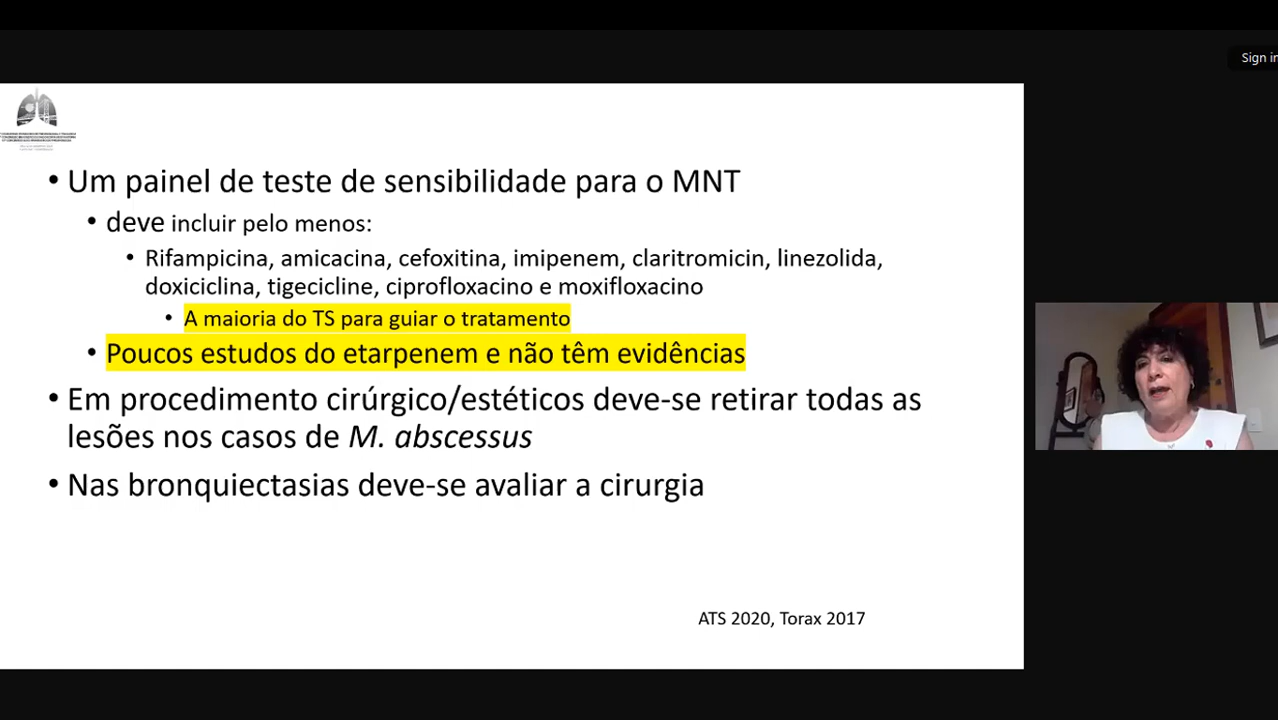 Sign in
• Um painel de teste de sensibilidade para o MNT
• deve incluir pelo menos:
• Rifampicina, amicacina, cefoxitina, imipenem, claritromicin, linezolida,
doxiciclina, tigecicline, ciprofloxacino e moxifloxacino
• A maioria do TS para guiar o tratamento
• Poucos estudos do etarpenem e não têm evidências
• Em procedimento cirúrgico/estéticos deve-se retirar todas as
lesões nos casos de M. abscessus
• Nas bronquiectasias deve-se avaliar a cirurgia
ATS 2020, Torax 2017